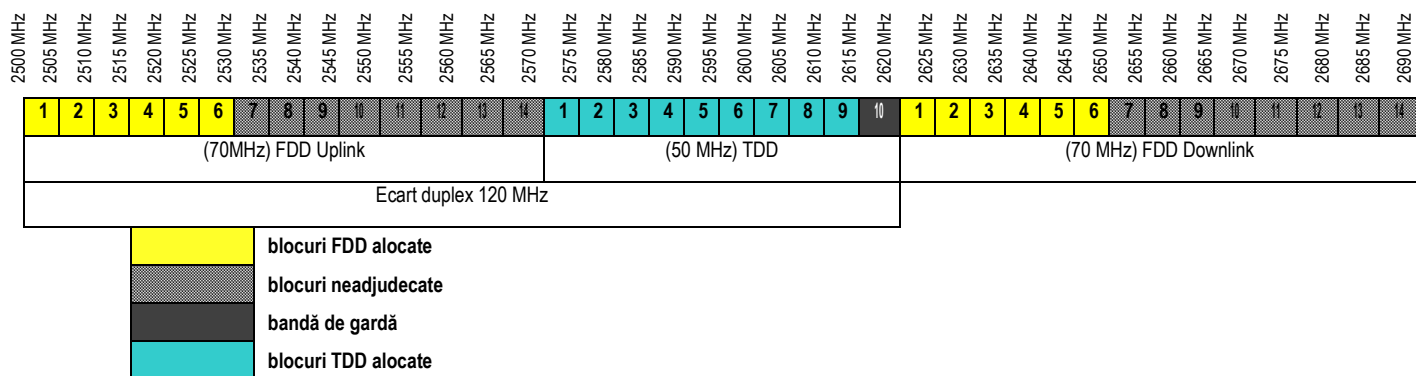 2500 MHz 2505 MHz 2510 MHz 2515 MHz 2520 MHz 2525 MHz 2530 MHz 2535 MHz 2540 MHz 2545 MHz 2550 MHz 2555 MHz 2560 MHz 2565 MHz 2570 MHz 2575 MHz 2580 MHz 2585 MHz 2590 MHz 2595 MHz 2600 MHz 2605 MHz 2610 MHz 2615 MHz 2620 MHz 2625 MHz 2630 MHz 2635 MHz 2640 MHz 2645 MHz 2650 MHz 2655 MHz 2660 MHz 2665 MHz 2670 MHz 2675 MHz 2680 MHz 2685 MHz 2690 MHz
1 2 3 4 5 6 7 8 9 10 11 12 13 14 1 2 3 4 5 6 7 8 9 10 1 2 3 4 5 6 7 8 9 10 11 12 13 14
(70MHz) FDD Uplink (50 MHz) TDD (70 MHz) FDD Downlink
Ecart duplex 120 MHz
blocuri FDD alocate
blocuri neadjudecate
bandă de gardă
blocuri TDD alocate